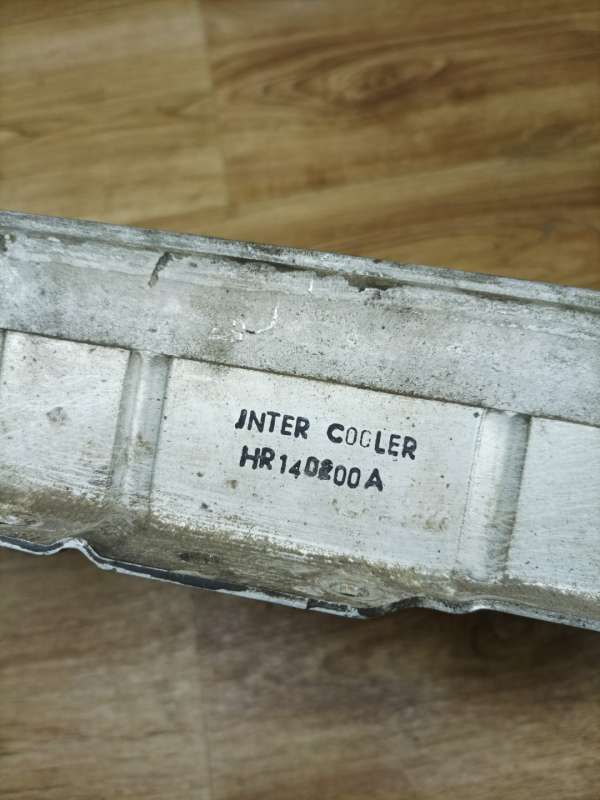 INTER COOLER
HR140200A